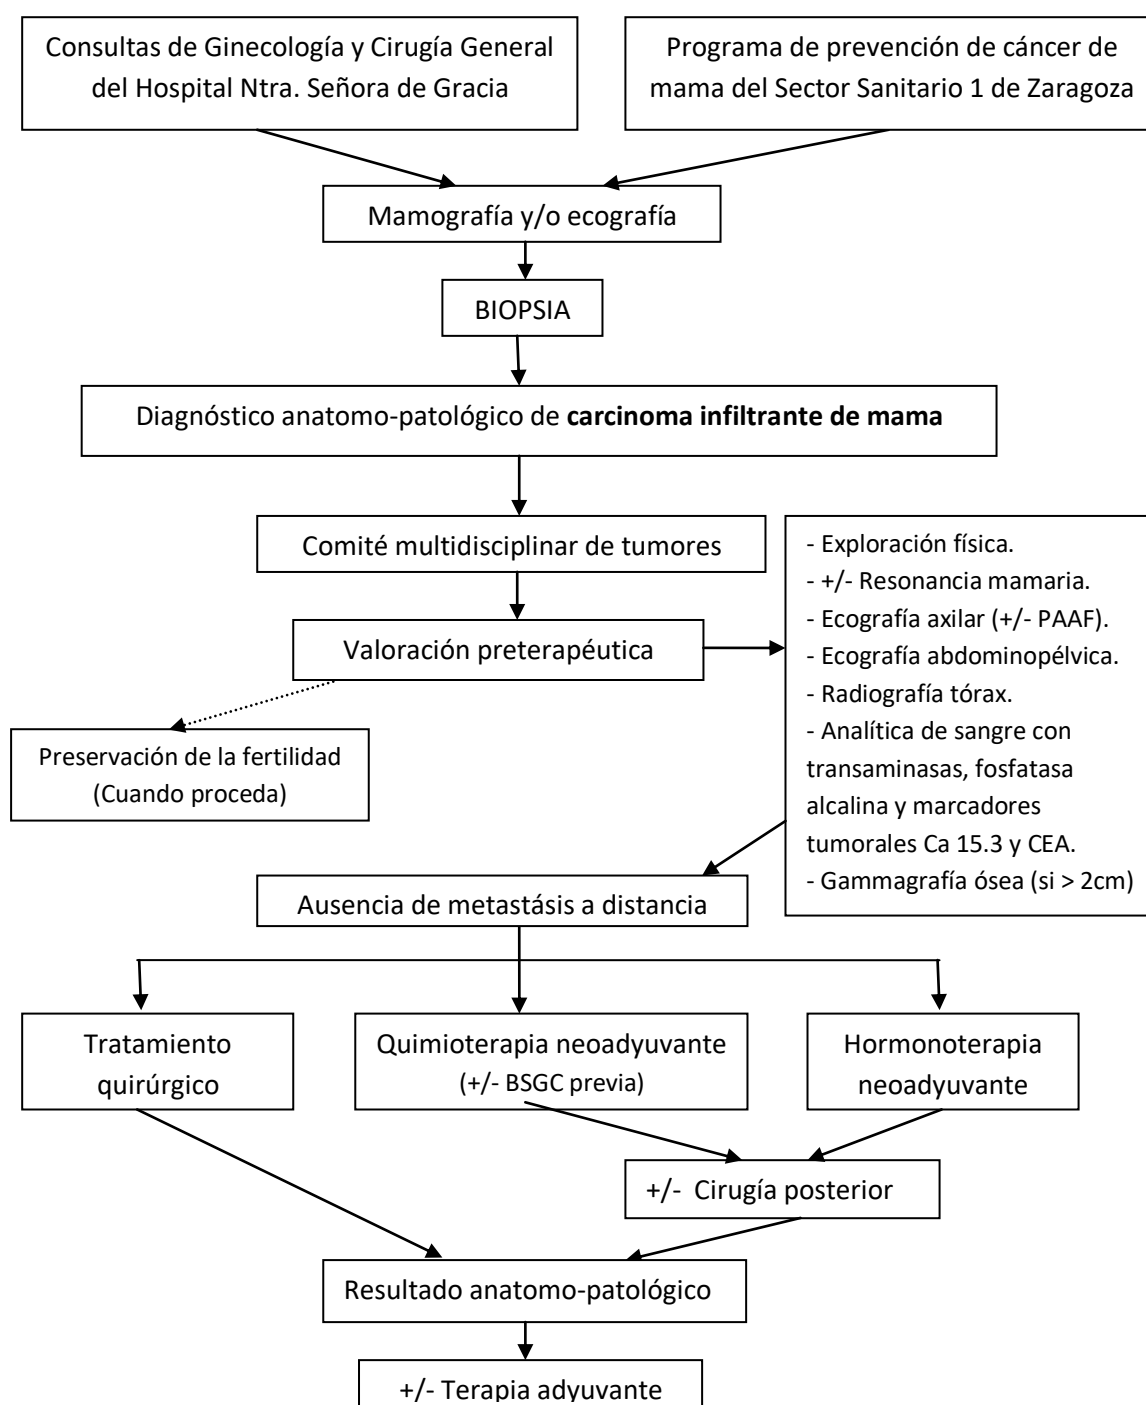 Consultas de Ginecología y Cirugía General
del Hospital Ntra. Señora de Gracia
Programa de prevención de cáncer de
mama del Sector Sanitario 1 de Zaragoza
Mamografía y/o ecografía
BIOPSIA
Diagnóstico anatomo-patológico de carcinoma infiltrante de mama
Comité multidisciplinar de tumores
Valoración preterapéutica
- Exploración física.
- +/- Resonancia mamaria.
- Ecografía axilar (+/- PAAF).
- Ecografía abdominopélvica.
- Radiografía tórax.
- Analítica de sangre con
transaminasas, fosfatasa
alcalina y marcadores
tumorales Ca 15.3 y CEA.
- Gammagrafía ósea (si > 2cm)
Preservación de la fertilidad
(Cuando proceda)
Ausencia de metastásis a distancia
Tratamiento
quirúrgico
Quimioterapia neoadyuvante
(+/- BSGC previa)
Hormonoterapia
neoadyuvante
+/- Cirugía posterior
Resultado anatomo-patológico
+/- Terapia adyuvante